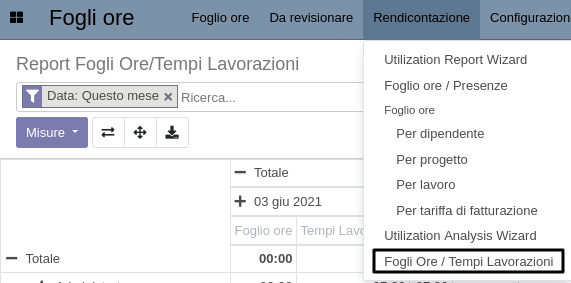 Fogli ore
Foglio ore
Da revisionare
Rendicontazione
Configurazion
Report Fogli Ore/Tempi Lavorazioni
Data: Questo mese
Ricerca...
Misure
Utilization Report Wizard
Foglio ore / Presenze
Foglio ore
Per dipendente
Per progetto
Per lavoro
Per tariffa di fatturazione
Utilization Analysis Wizard
Fogli Ore / Tempi Lavorazioni
Totale
03 giu 2021
Foglio ore
Tempi Lavo
Totale
00:00